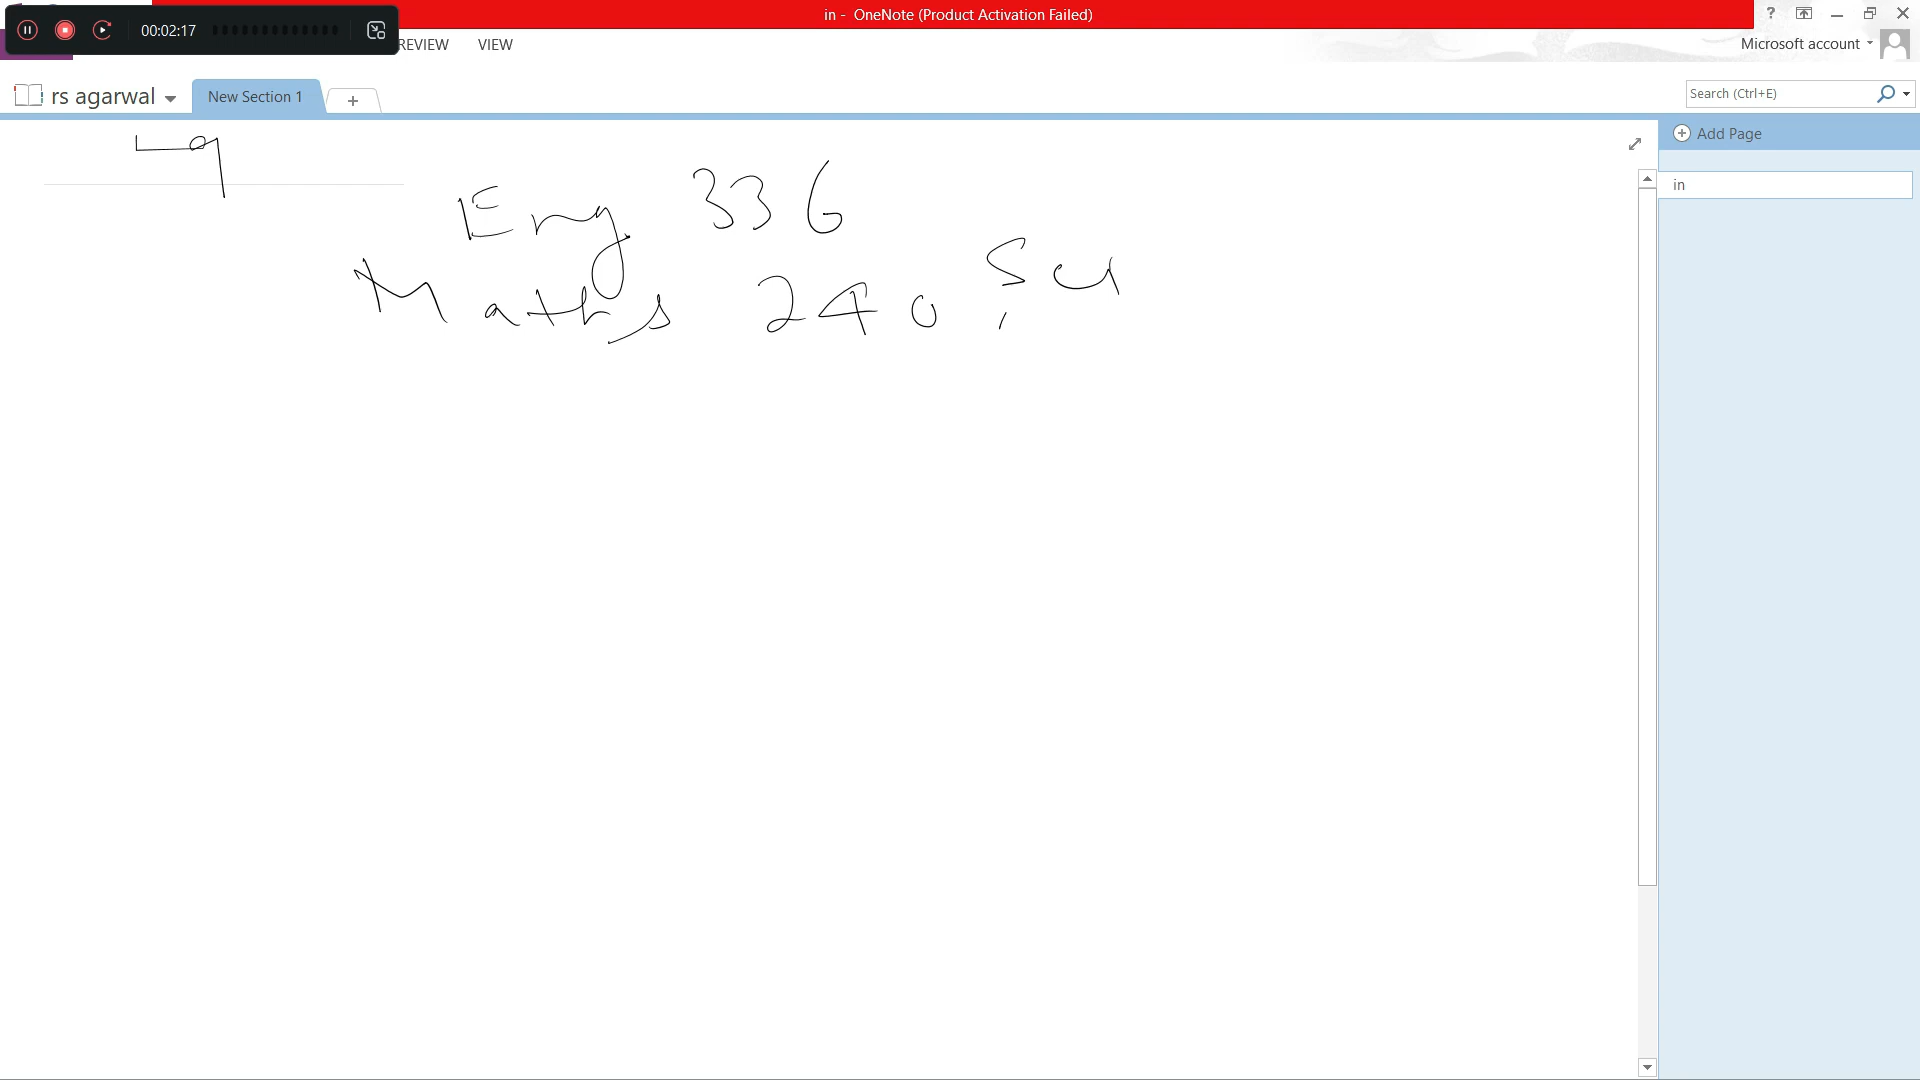 in - OneNote (Product Activation Failed)
00:02:17
REVIEW VIEW
Microsoft account
rs agarwal
New Section 1
Search (Ctrl+E)
Add Page
in
Eng 336
Maths 240,